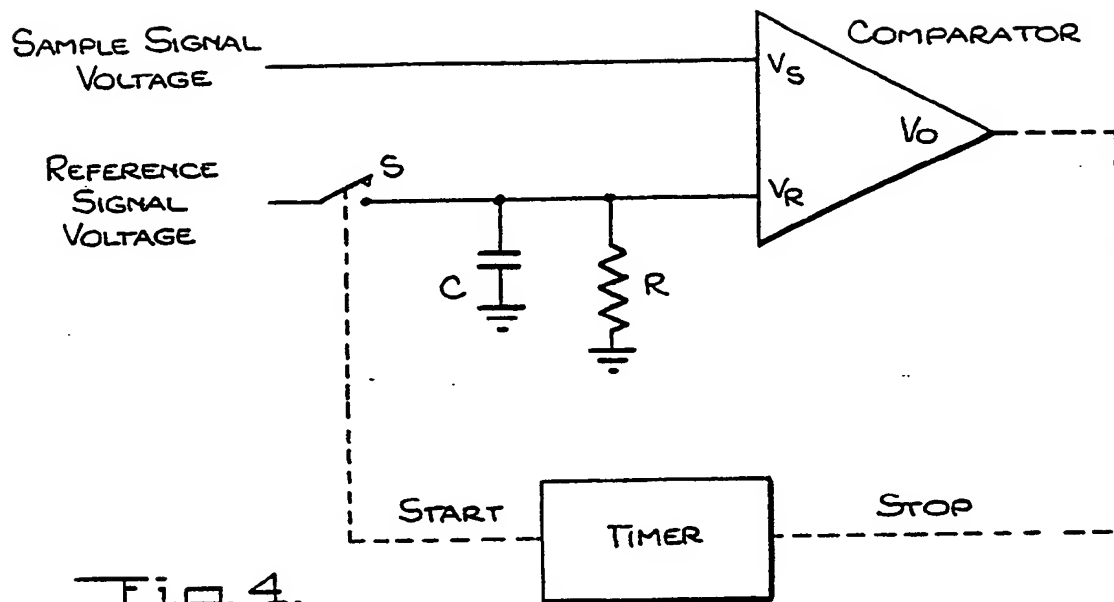 SAMPLE SIGNAL
VOLTAGE
COMPARATOR
VS
VO
REFERENCE
SIGNAL
VOLTAGE
S
VR
C
R
START
TIMER
STOP
Fig. 4.